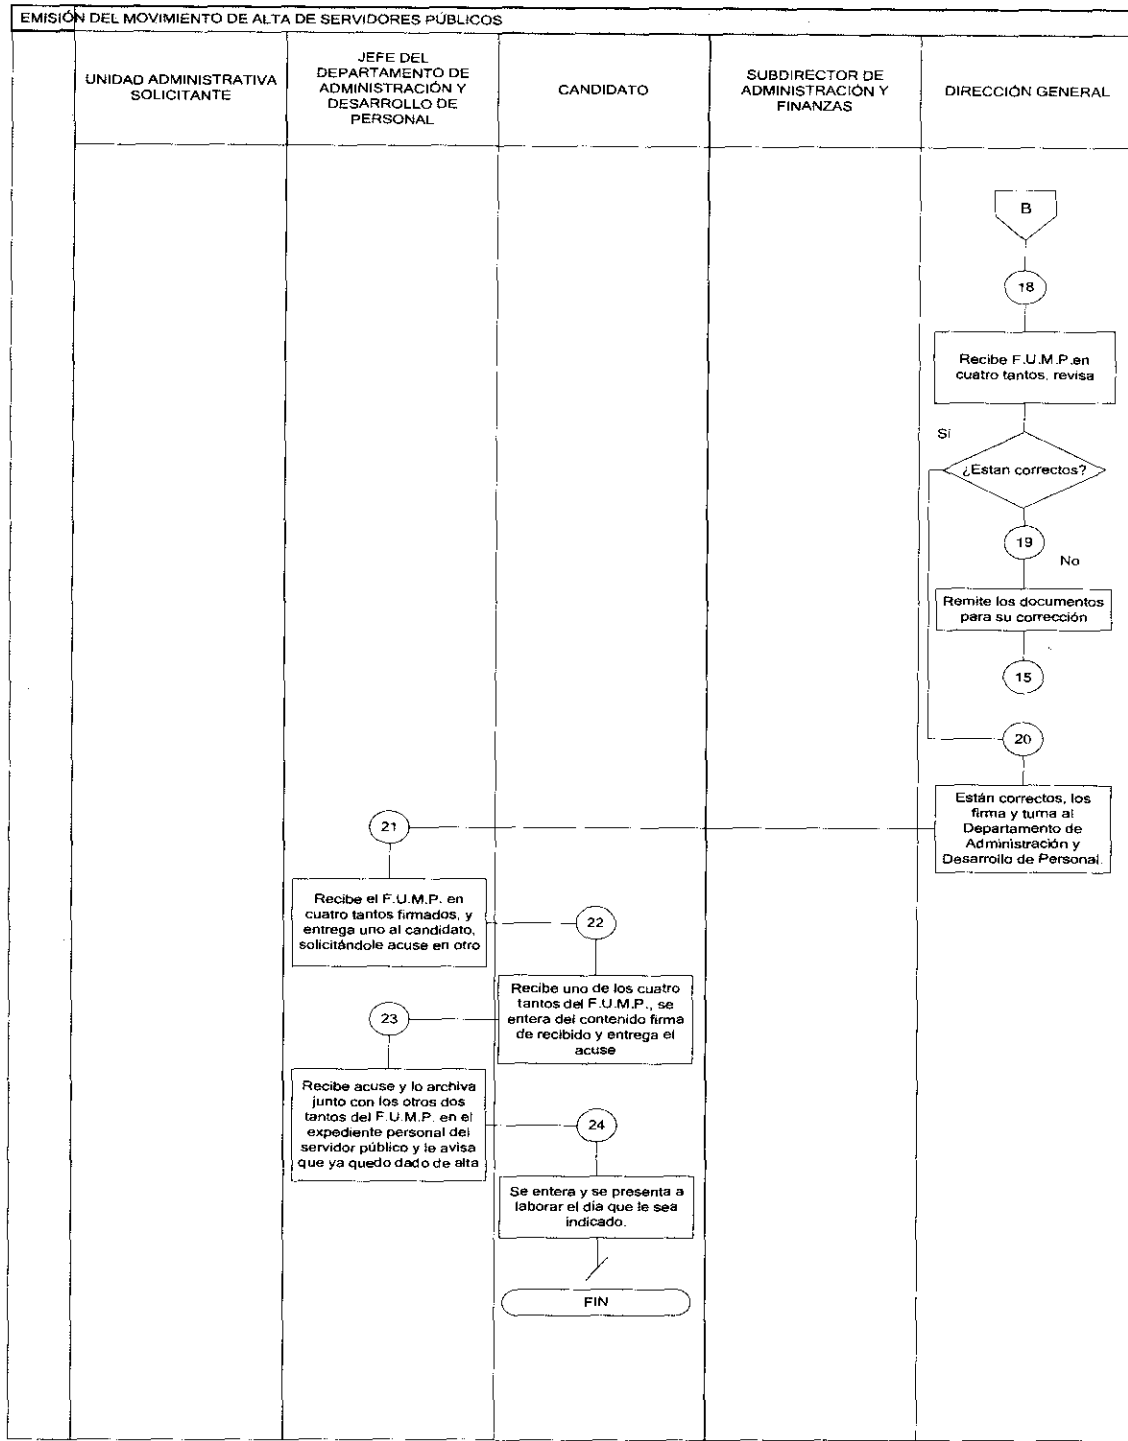 EMISIÓN DEL MOVIMIENTO DE ALTA DE SERVIDORES PÚBLICOS
UNIDAD ADMINISTRATIVA
SOLICITANTE
JEFE DEL
DEPARTAMENTO DE
ADMINISTRACIÓN Y
DESARROLLO DE
PERSONAL
CANDIDATO
SUBDIRECTOR DE
ADMINISTRACIÓN Y
FINANZAS
DIRECCIÓN GENERAL
B
18
Recibe F.U.M.P.en
cuatro tantos, revisa
Sí
¿Estan correctos?
19
No
Remite los documentos
para su corrección
15
20
Están correctos, los
firma y turna al
Departamento de
Administración y
Desarrollo de Personal.
21
Recibe el F.U.M.P. en
cuatro tantos firmados, y
entrega uno al candidato,
solicitándole acuse en otro
22
Recibe uno de los cuatro
tantos del F.U.M.P., se
entera del contenido firma
de recibido y entrega el
acuse
23
Recibe acuse y lo archiva
junto con los otros dos
tantos del F.U.M.P. en el
expediente personal del
servidor público y le avisa
que ya quedo dado de alta
24
Se entera y se presenta a
laborar el día que le sea
indicado.
FIN